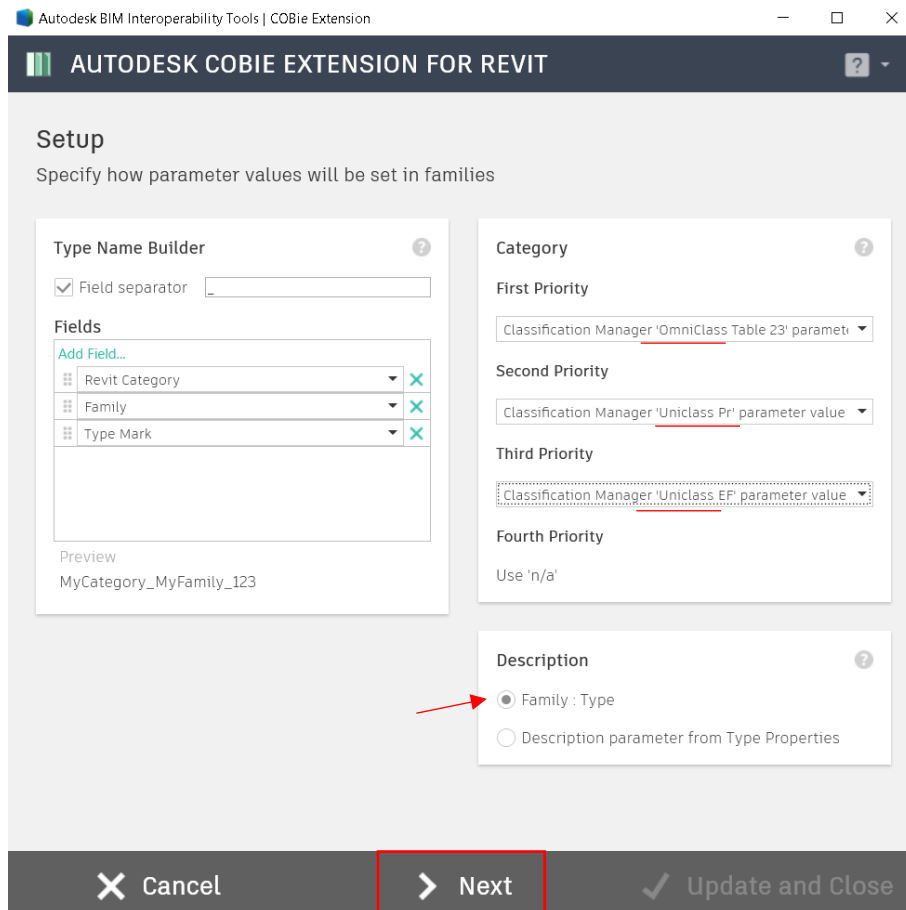 Autodesk BIM Interoperability Tools | COBie Extension
AUTODESK COBIE EXTENSION FOR REVIT
?
Setup
Specify how parameter values will be set in families
Type Name Builder
?
Field separator
_
Fields
Add Field...
Revit Category
Family
Type Mark
Preview
MyCategory_MyFamily_123
Category
?
First Priority
Classification Manager 'OmniClass Table 23' paramet
Second Priority
Classification Manager 'Uniclass Pr' parameter value
Third Priority
Classification Manager 'Uniclass EF' parameter value
Fourth Priority
Use 'n/a'
Description
?
Family : Type
Description parameter from Type Properties
Cancel
Next
Update and Close